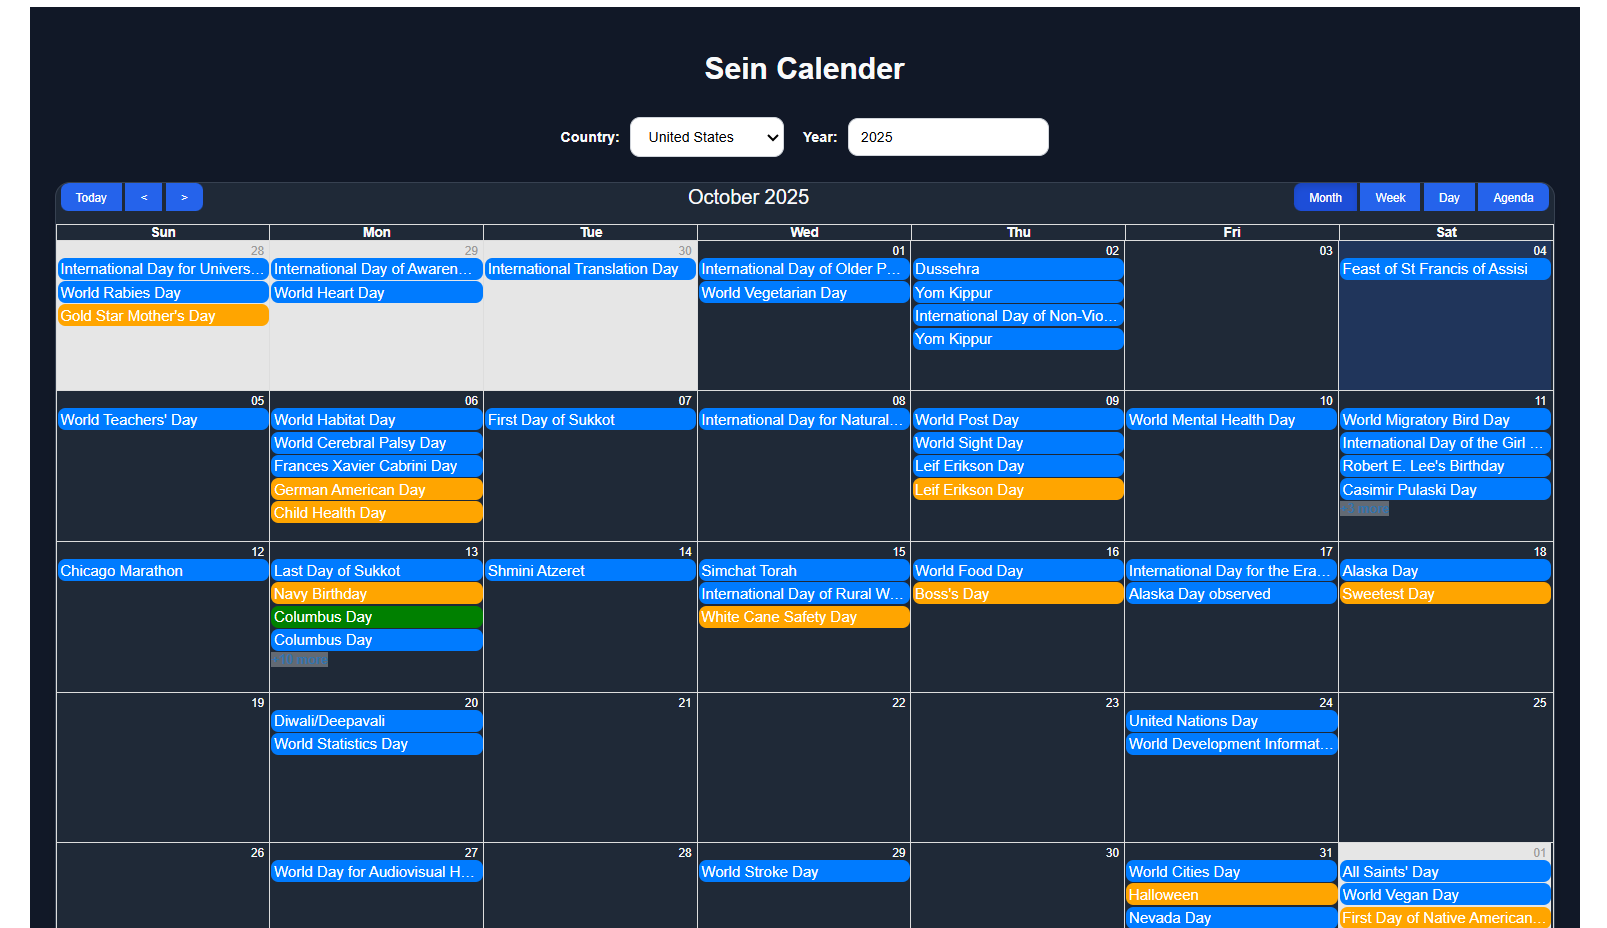 Sein Calender
Country: United States Year: 2025
Today < > October 2025 Month Week Day Agenda
Sun Mon Tue Wed Thu Fri Sat
28 29 30 01 02 03 04
International Day for Univers... International Day of Awaren... International Translation Day International Day of Older P... Dussehra Feast of St Francis of Assisi
World Rabies Day World Heart Day World Vegetarian Day Yom Kippur
Gold Star Mother's Day International Day of Non-Vio...
Yom Kippur
05 06 07 08 09 10 11
World Teachers' Day World Habitat Day First Day of Sukkot International Day for Natural... World Post Day World Mental Health Day World Migratory Bird Day
World Cerebral Palsy Day World Sight Day International Day of the Girl ...
Frances Xavier Cabrini Day Leif Erikson Day Robert E. Lee's Birthday
German American Day Leif Erikson Day Casimir Pulaski Day
Child Health Day
12 13 14 15 16 17 18
Chicago Marathon Last Day of Sukkot Shmini Atzeret Simchat Torah World Food Day International Day for the Era... Alaska Day
Navy Birthday International Day of Rural W... Boss's Day Alaska Day observed Sweetest Day
Columbus Day White Cane Safety Day
Columbus Day
19 20 21 22 23 24 25
Diwali/Deepavali United Nations Day
World Statistics Day World Development Informat...
26 27 28 29 30 31 01
World Day for Audiovisual H... World Stroke Day World Cities Day All Saints' Day
Halloween World Vegan Day
Nevada Day First Day of Native American...